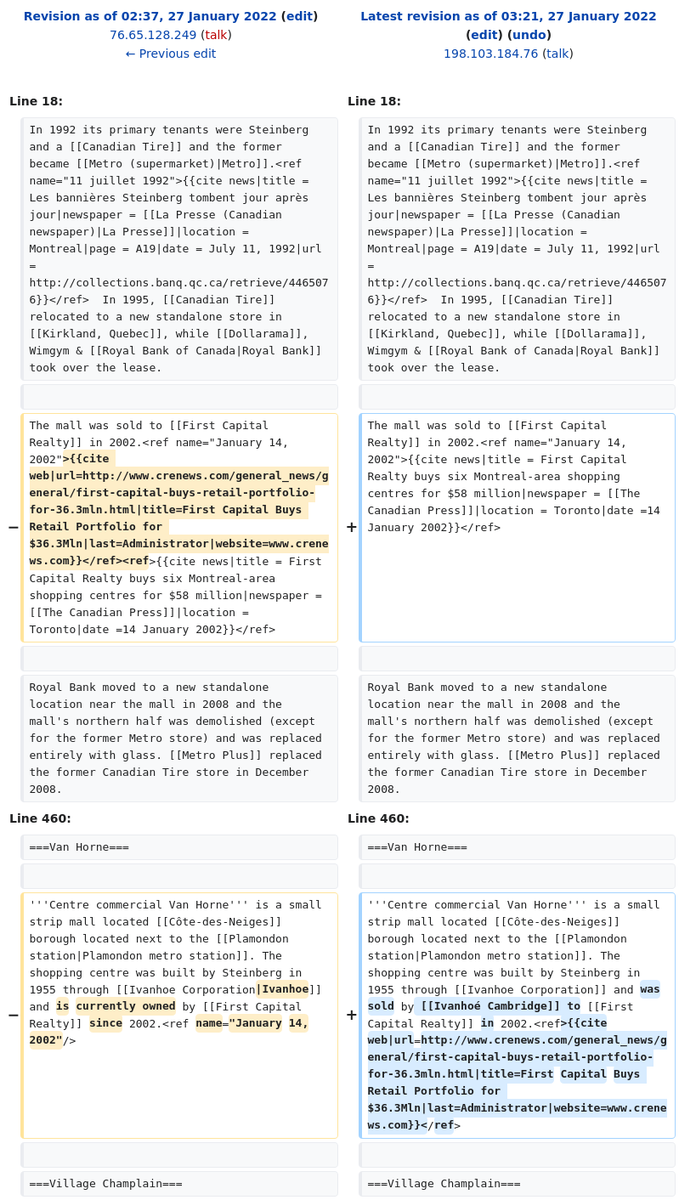 Revision as of 02:37, 27 January 2022 (edit)
76.65.128.249 (talk)
← Previous edit
Latest revision as of 03:21, 27 January 2022
(edit) (undo)
198.103.184.76 (talk)
Line 18:
Line 18:
In 1992 its primary tenants were Steinberg
and a [[Canadian Tire]] and the former
became [[Metro (supermarket)|Metro]].<ref
name="11 juillet 1992">{{cite news|title =
Les bannières Steinberg tombent jour après
jour|newspaper = [[La Presse (Canadian
newspaper)|La Presse]]|location =
Montreal|page = A19|date = July 11, 1992|url
=
http://collections.banq.qc.ca/retrieve/446507
6}}</ref>  In 1995, [[Canadian Tire]]
relocated to a new standalone store in
[[Kirkland, Quebec]], while [[Dollarama]],
Wimgym & [[Royal Bank of Canada|Royal Bank]]
took over the lease.
In 1992 its primary tenants were Steinberg
and a [[Canadian Tire]] and the former
became [[Metro (supermarket)|Metro]].<ref
name="11 juillet 1992">{{cite news|title =
Les bannières Steinberg tombent jour après
jour|newspaper = [[La Presse (Canadian
newspaper)|La Presse]]|location =
Montreal|page = A19|date = July 11, 1992|url
=
http://collections.banq.qc.ca/retrieve/446507
6}}</ref>  In 1995, [[Canadian Tire]]
relocated to a new standalone store in
[[Kirkland, Quebec]], while [[Dollarama]],
Wimgym & [[Royal Bank of Canada|Royal Bank]]
took over the lease.
−
The mall was sold to [[First Capital
Realty]] in 2002.<ref name="January 14,
2002">{{cite
web|url=http://www.crenews.com/general_news/g
eneral/first-capital-buys-retail-portfolio-
for-36.3mln.html|title=First Capital Buys
Retail Portfolio for
$36.3Mln|last=Administrator|website=www.crene
ws.com}}</ref><ref>{{cite news|title = First
Capital Realty buys six Montreal-area
shopping centres for $58 million|newspaper =
[[The Canadian Press]]|location =
Toronto|date =14 January 2002}}</ref>
+
The mall was sold to [[First Capital
Realty]] in 2002.<ref name="January 14,
2002">{{cite news|title = First Capital
Realty buys six Montreal-area shopping
centres for $58 million|newspaper = [[The
Canadian Press]]|location = Toronto|date =14
January 2002}}</ref>
Royal Bank moved to a new standalone
location near the mall in 2008 and the
mall's northern half was demolished (except
for the former Metro store) and was replaced
entirely with glass. [[Metro Plus]] replaced
the former Canadian Tire store in December
2008.
Royal Bank moved to a new standalone
location near the mall in 2008 and the
mall's northern half was demolished (except
for the former Metro store) and was replaced
entirely with glass. [[Metro Plus]] replaced
the former Canadian Tire store in December
2008.
Line 460:
Line 460:
===Van Horne===
===Van Horne===
−
'''Centre commercial Van Horne''' is a small
strip mall located [[Côte-des-Neiges]]
borough located next to the [[Plamondon
station|Plamondon metro station]]. The
shopping centre was built by Steinberg in
1955 through [[Ivanhoe Corporation|Ivanhoe]]
and is currently owned by [[First Capital
Realty]] since 2002.<ref name="January 14,
2002"/>
+
'''Centre commercial Van Horne''' is a small
strip mall located [[Côte-des-Neiges]]
borough located next to the [[Plamondon
station|Plamondon metro station]]. The
shopping centre was built by Steinberg in
1955 through [[Ivanhoe Corporation]] and was
sold by [[Ivanhoé Cambridge]] to [[First
Capital Realty]] in 2002.<ref>{{cite
web|url=http://www.crenews.com/general_news/g
eneral/first-capital-buys-retail-portfolio-
for-36.3mln.html|title=First Capital Buys
Retail Portfolio for
$36.3Mln|last=Administrator|website=www.crene
ws.com}}</ref>
===Village Champlain===
===Village Champlain===